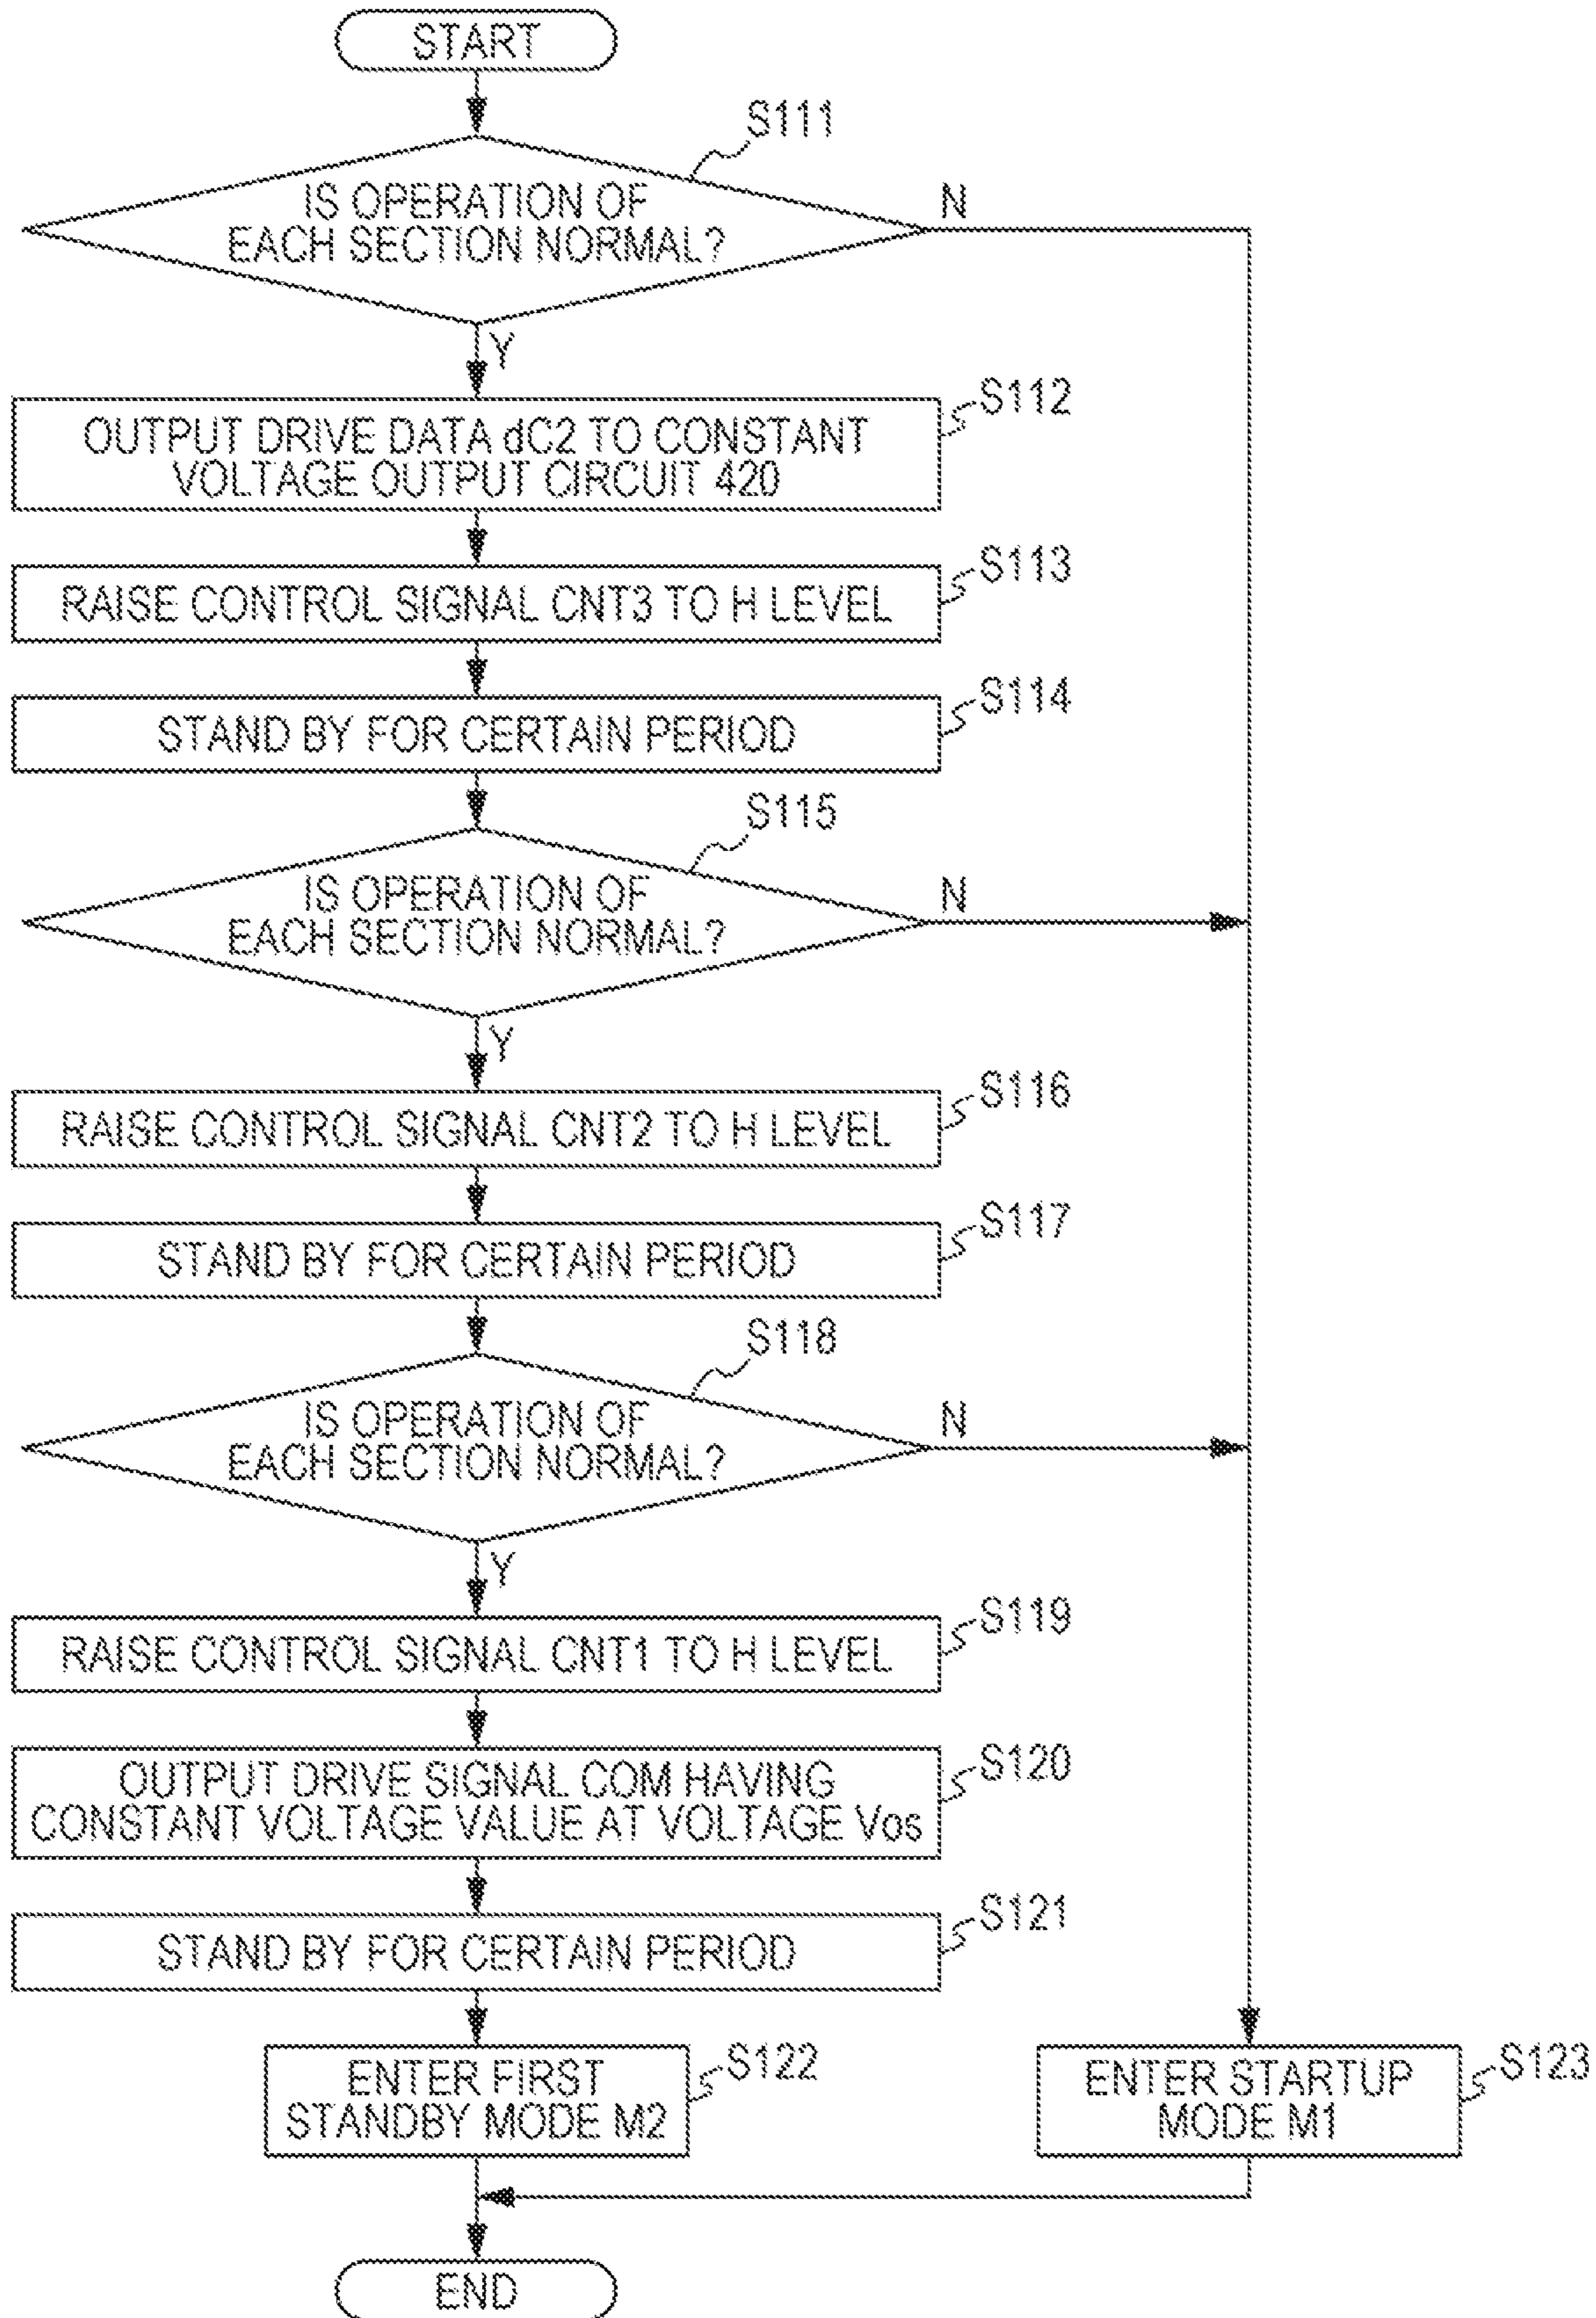 START
S111
IS OPERATION OF
EACH SECTION NORMAL?
N
Y
S112
OUTPUT DRIVE DATA dC2 TO CONSTANT
VOLTAGE OUTPUT CIRCUIT 420
S113
RAISE CONTROL SIGNAL CNT3 TO H LEVEL
S114
STAND BY FOR CERTAIN PERIOD
S115
IS OPERATION OF
EACH SECTION NORMAL?
N
Y
S116
RAISE CONTROL SIGNAL CNT2 TO H LEVEL
S117
STAND BY FOR CERTAIN PERIOD
S118
IS OPERATION OF
EACH SECTION NORMAL?
N
Y
S119
RAISE CONTROL SIGNAL CNT1 TO H LEVEL
S120
OUTPUT DRIVE SIGNAL COM HAVING
CONSTANT VOLTAGE VALUE AT VOLTAGE Vos
S121
STAND BY FOR CERTAIN PERIOD
S122
ENTER FIRST
STANDBY MODE M2
S123
ENTER STARTUP
MODE M1
END